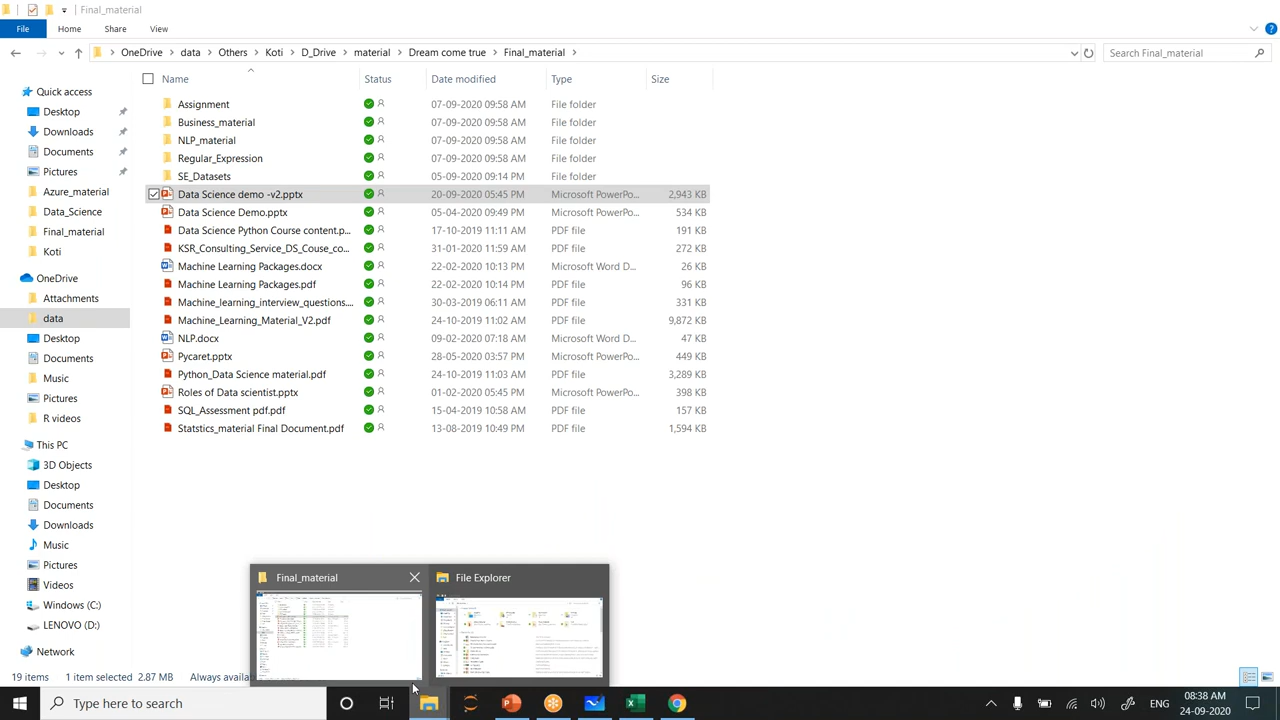 Final_material
File Home Share View
OneDrive data Others Koti D_Drive material Dream come true Final_material Search Final_material
Name Status Date modified Type Size
Quick access
Desktop
Downloads
Documents
Pictures
Azure_material
Data_Science
Final_material
Koti
OneDrive
Attachments
data
Desktop
Documents
Music
Pictures
R videos
This PC
3D Objects
Desktop
Documents
Downloads
Music
Pictures
Videos
Windows (C:)
LENOVO (D:)
Network
Assignment 07-09-2020 09:58 AM File folder
Business_material 07-09-2020 09:58 AM File folder
NLP_material 07-09-2020 09:58 AM File folder
Regular_Expression 07-09-2020 09:58 AM File folder
SE_Datasets 05-09-2020 09:14 PM File folder
Data Science demo -v2.pptx 20-09-2020 05:45 PM Microsoft PowerPo... 2,943 KB
Data Science Demo.pptx 05-04-2020 09:49 PM Microsoft PowerPo... 534 KB
Data Science Python Course content.p... 17-10-2019 11:11 AM PDF file 191 KB
KSR_Consulting_Service_DS_Couse_co... 31-01-2020 11:59 AM PDF file 272 KB
Machine Learning Packages.docx 22-02-2020 10:13 PM Microsoft Word D... 26 KB
Machine Learning Packages.pdf 22-02-2020 10:14 PM PDF file 96 KB
Machine_learning_interview_questions.... 30-03-2019 06:11 AM PDF file 331 KB
Machine_Learning_Material_V2.pdf 24-10-2019 11:02 AM PDF file 9,872 KB
NLP.docx 09-02-2020 07:18 AM Microsoft Word D... 47 KB
Pycaret.pptx 28-05-2020 03:57 PM Microsoft PowerPo... 449 KB
Python_Data Science material.pdf 24-10-2019 11:03 AM PDF file 3,289 KB
Roles of Data scientist.pptx 01-02-2020 05:45 PM Microsoft PowerPo... 398 KB
SQL_Assessment pdf.pdf 15-04-2019 10:58 AM PDF file 157 KB
Statstics_material Final Document.pdf 13-08-2019 10:49 PM PDF file 1,594 KB
Final_material File Explorer
19 items 1 item selected 2.87 MB
Type here to search ENG 08:38 AM
24-09-2020